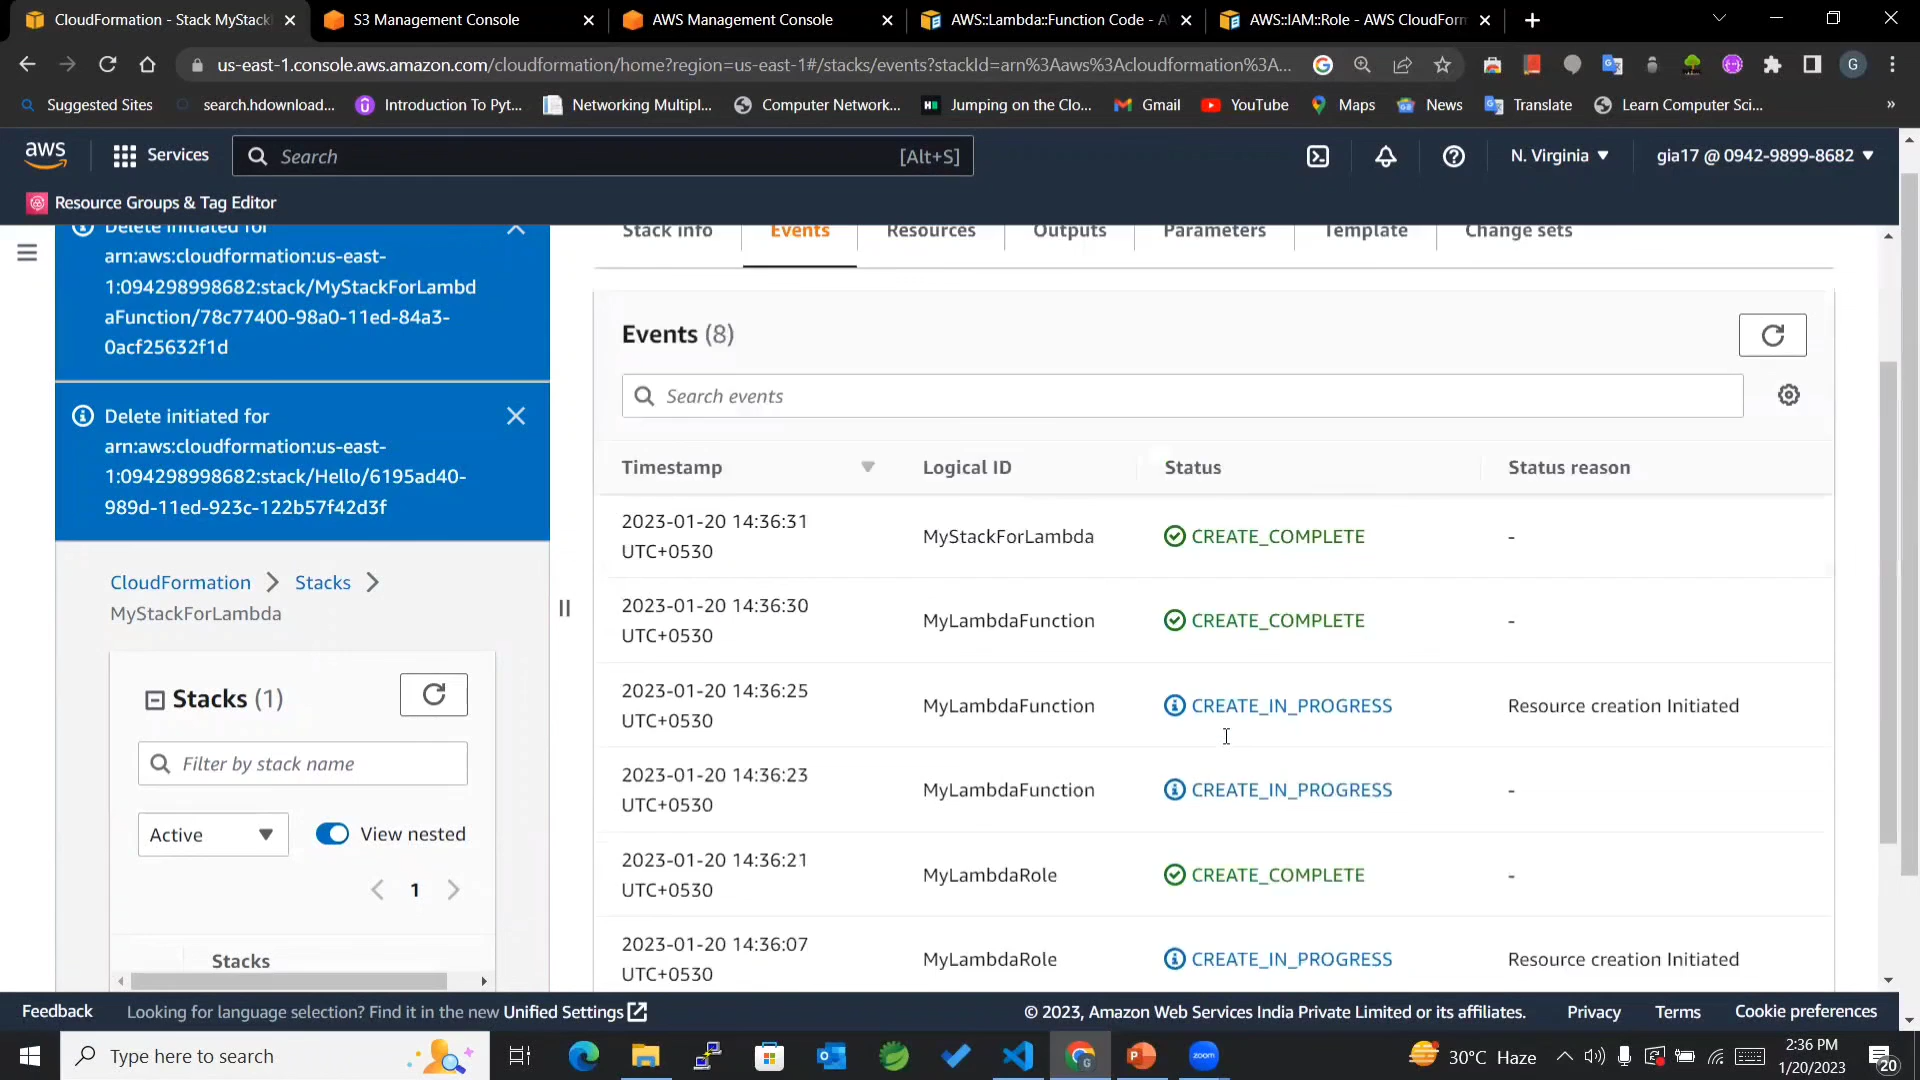 CloudFormation - Stack MyStack
S3 Management Console
AWS Management Console
AWS::Lambda::Function Code - A
AWS::IAM::Role - AWS CloudForm
us-east-1.console.aws.amazon.com/cloudformation/home?region=us-east-1#/stacks/events?stackId=arn%3Aaws%3Acloudformation%3A...
G
Suggested Sites
search.hdownload...
Introduction To Pyt...
Networking Multipl...
Computer Network...
Jumping on the Clo...
Gmail
YouTube
Maps
News
Translate
Learn Computer Sci...
»
aws
Services
Search
[Alt+S]
N. Virginia
gia17 @ 0942-9899-8682
Resource Groups & Tag Editor
Delete initiated for
arn:aws:cloudformation:us-east-
1:094298998682:stack/MyStackForLambd
aFunction/78c77400-98a0-11ed-84a3-
0acf25632f1d
Delete initiated for
arn:aws:cloudformation:us-east-
1:094298998682:stack/Hello/6195ad40-
989d-11ed-923c-122b57f42d3f
CloudFormation > Stacks >
MyStackForLambda
Stacks (1)
Filter by stack name
Active
View nested
1
Stacks
Stack info
Events
Resources
Outputs
Parameters
Template
Change sets
Events (8)
Search events
Timestamp Logical ID Status Status reason
2023-01-20 14:36:31
UTC+0530
MyStackForLambda CREATE_COMPLETE -
2023-01-20 14:36:30
UTC+0530
MyLambdaFunction CREATE_COMPLETE -
2023-01-20 14:36:25
UTC+0530
MyLambdaFunction CREATE_IN_PROGRESS Resource creation Initiated
2023-01-20 14:36:23
UTC+0530
MyLambdaFunction CREATE_IN_PROGRESS -
2023-01-20 14:36:21
UTC+0530
MyLambdaRole CREATE_COMPLETE -
2023-01-20 14:36:07
UTC+0530
MyLambdaRole CREATE_IN_PROGRESS Resource creation Initiated
Feedback
Looking for language selection? Find it in the new Unified Settings
© 2023, Amazon Web Services India Private Limited or its affiliates.
Privacy
Terms
Cookie preferences
Type here to search
zoom
30°C Haze
2:36 PM
1/20/2023
20